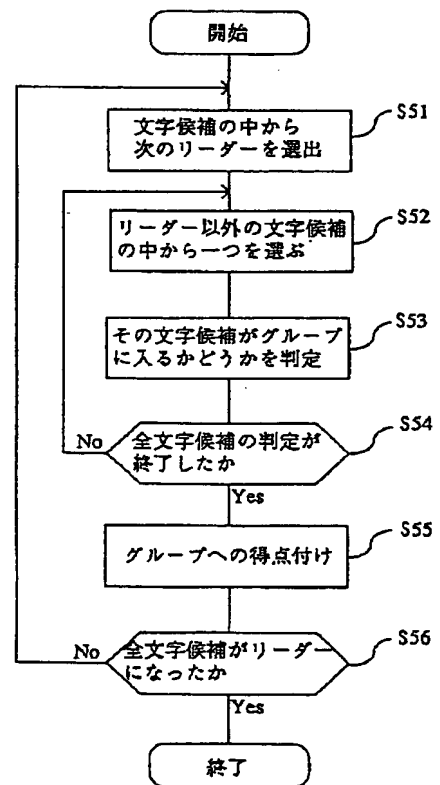 開始
文字候補の中から
次のリーダーを選出
S51
リーダー以外の文字候補
の中から一つを選ぶ
S52
その文字候補がグループ
に入るかどうかを判定
S53
全文字候補の判定が
終了したか
S54
No
Yes
グループへの得点付け
S55
全文字候補がリーダー
になったか
S56
No
Yes
終了